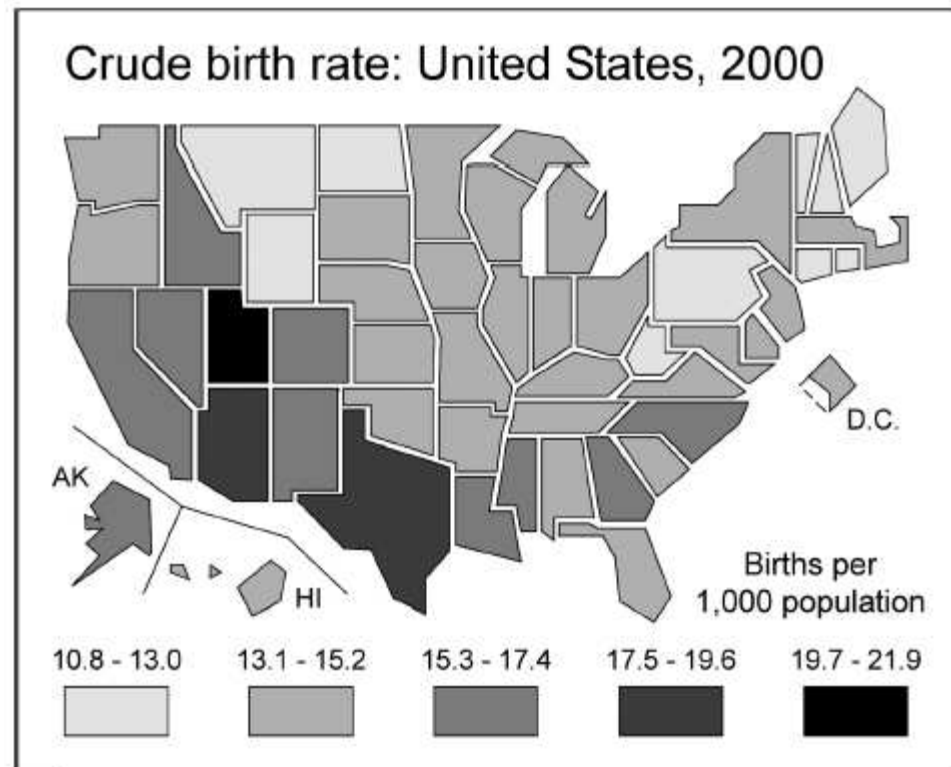 Crude birth rate: United States, 2000
D.C.
AK
HI
Births per
1,000 population
10.8 - 13.0 13.1 - 15.2 15.3 - 17.4 17.5 - 19.6 19.7 - 21.9